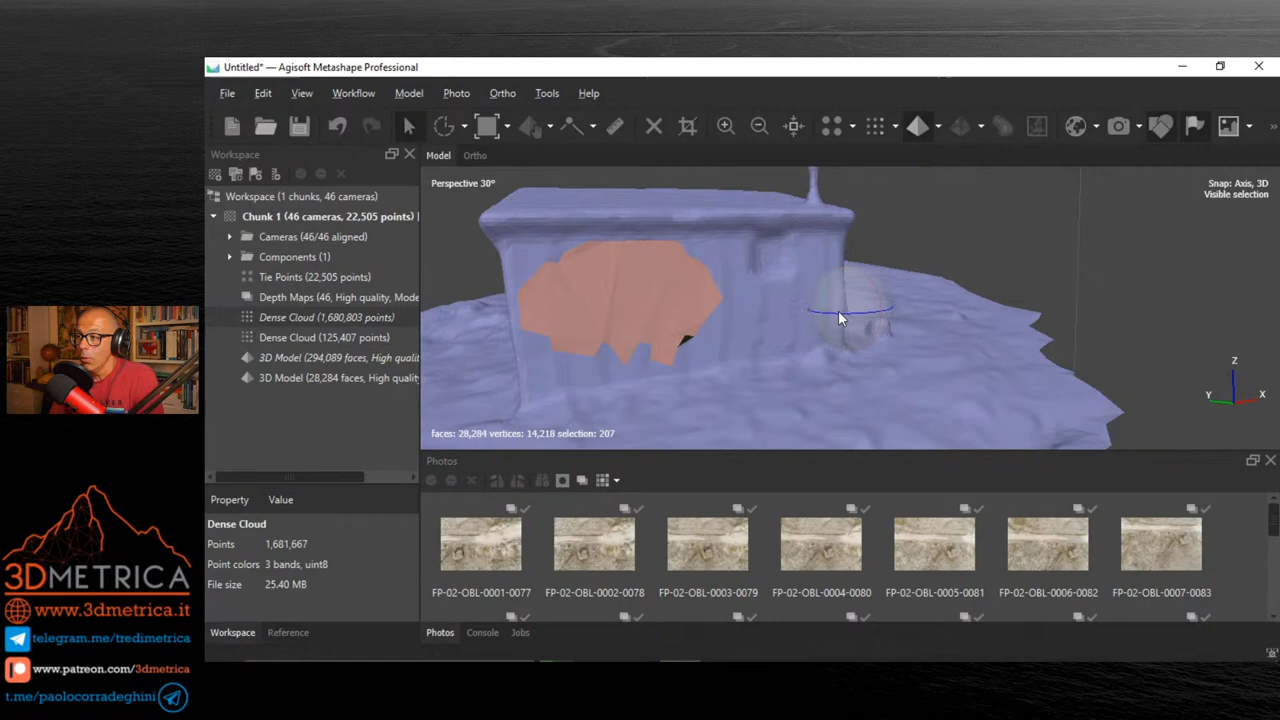 Untitled* — Agisoft Metashape Professional
File Edit View Workflow Model Photo Ortho Tools Help
Workspace
Model Ortho
Workspace (1 chunks, 46 cameras)
Chunk 1 (46 cameras, 22,505 points)
Cameras (46/46 aligned)
Components (1)
Tie Points (22,505 points)
Depth Maps (46, High quality, Mode
Dense Cloud (1,680,803 points)
Dense Cloud (125,407 points)
3D Model (294,089 faces, High qualit
3D Model (28,284 faces, High quality
Perspective 30°
Snap: Axis, 3D
Visible selection
Z
Y X
faces: 28,284 vertices: 14,218 selection: 207
Property Value
Dense Cloud
Points 1,681,667
Point colors 3 bands, uint8
File size 25.40 MB
Workspace Reference
Photos
FP-02-OBL-0001-0077 FP-02-OBL-0002-078 FP-02-OBL-0003-0079 FP-02-OBL-0004-0080 FP-02-OBL-0005-0081 FP-02-OBL-0006-0082 FP-02-OBL-0007-0083
Photos Console Jobs
3DMETRICA
www.3dmetrica.it
telegram.me/tredimetrica
www.patreon.com/3dmetrica
t.me/paolocorradeghini